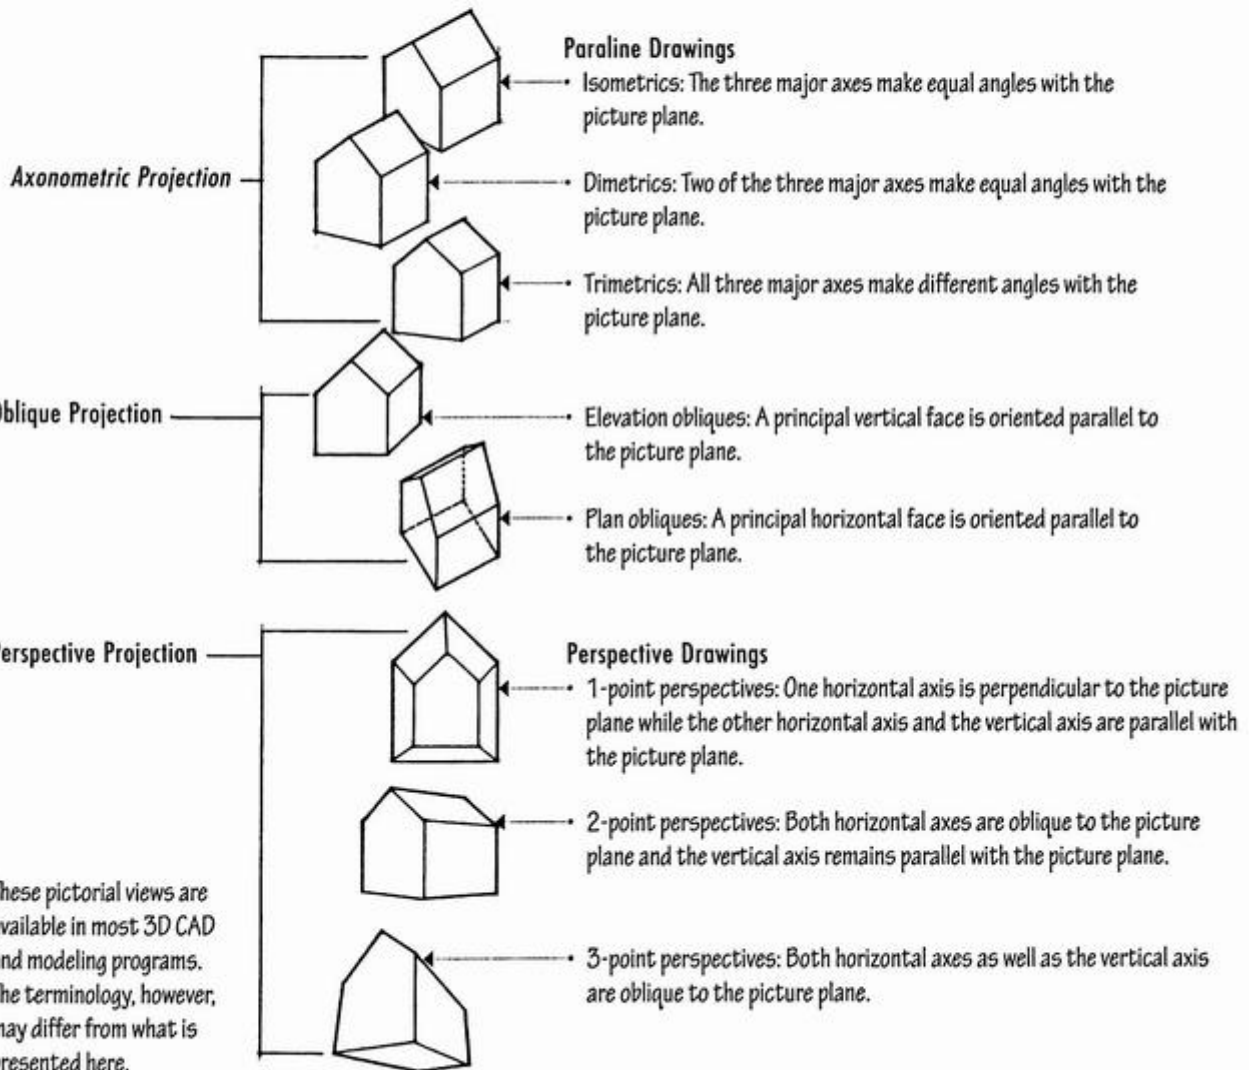 Paraline Drawings
• Isometrics: The three major axes make equal angles with the
picture plane.
Axonometric Projection
• Dimetrics: Two of the three major axes make equal angles with the
picture plane.
• Trimetrics: All three major axes make different angles with the
picture plane.
Oblique Projection
• Elevation obliques: A principal vertical face is oriented parallel to
the picture plane.
• Plan obliques: A principal horizontal face is oriented parallel to
the picture plane.
Perspective Projection
Perspective Drawings
• 1-point perspectives: One horizontal axis is perpendicular to the picture
plane while the other horizontal axis and the vertical axis are parallel with
the picture plane.
• 2-point perspectives: Both horizontal axes are oblique to the picture
plane and the vertical axis remains parallel with the picture plane.
hese pictorial views are
vailable in most 3D CAD
nd modeling programs.
he terminology, however,
may differ from what is
resented here.
• 3-point perspectives: Both horizontal axes as well as the vertical axis
are oblique to the picture plane.